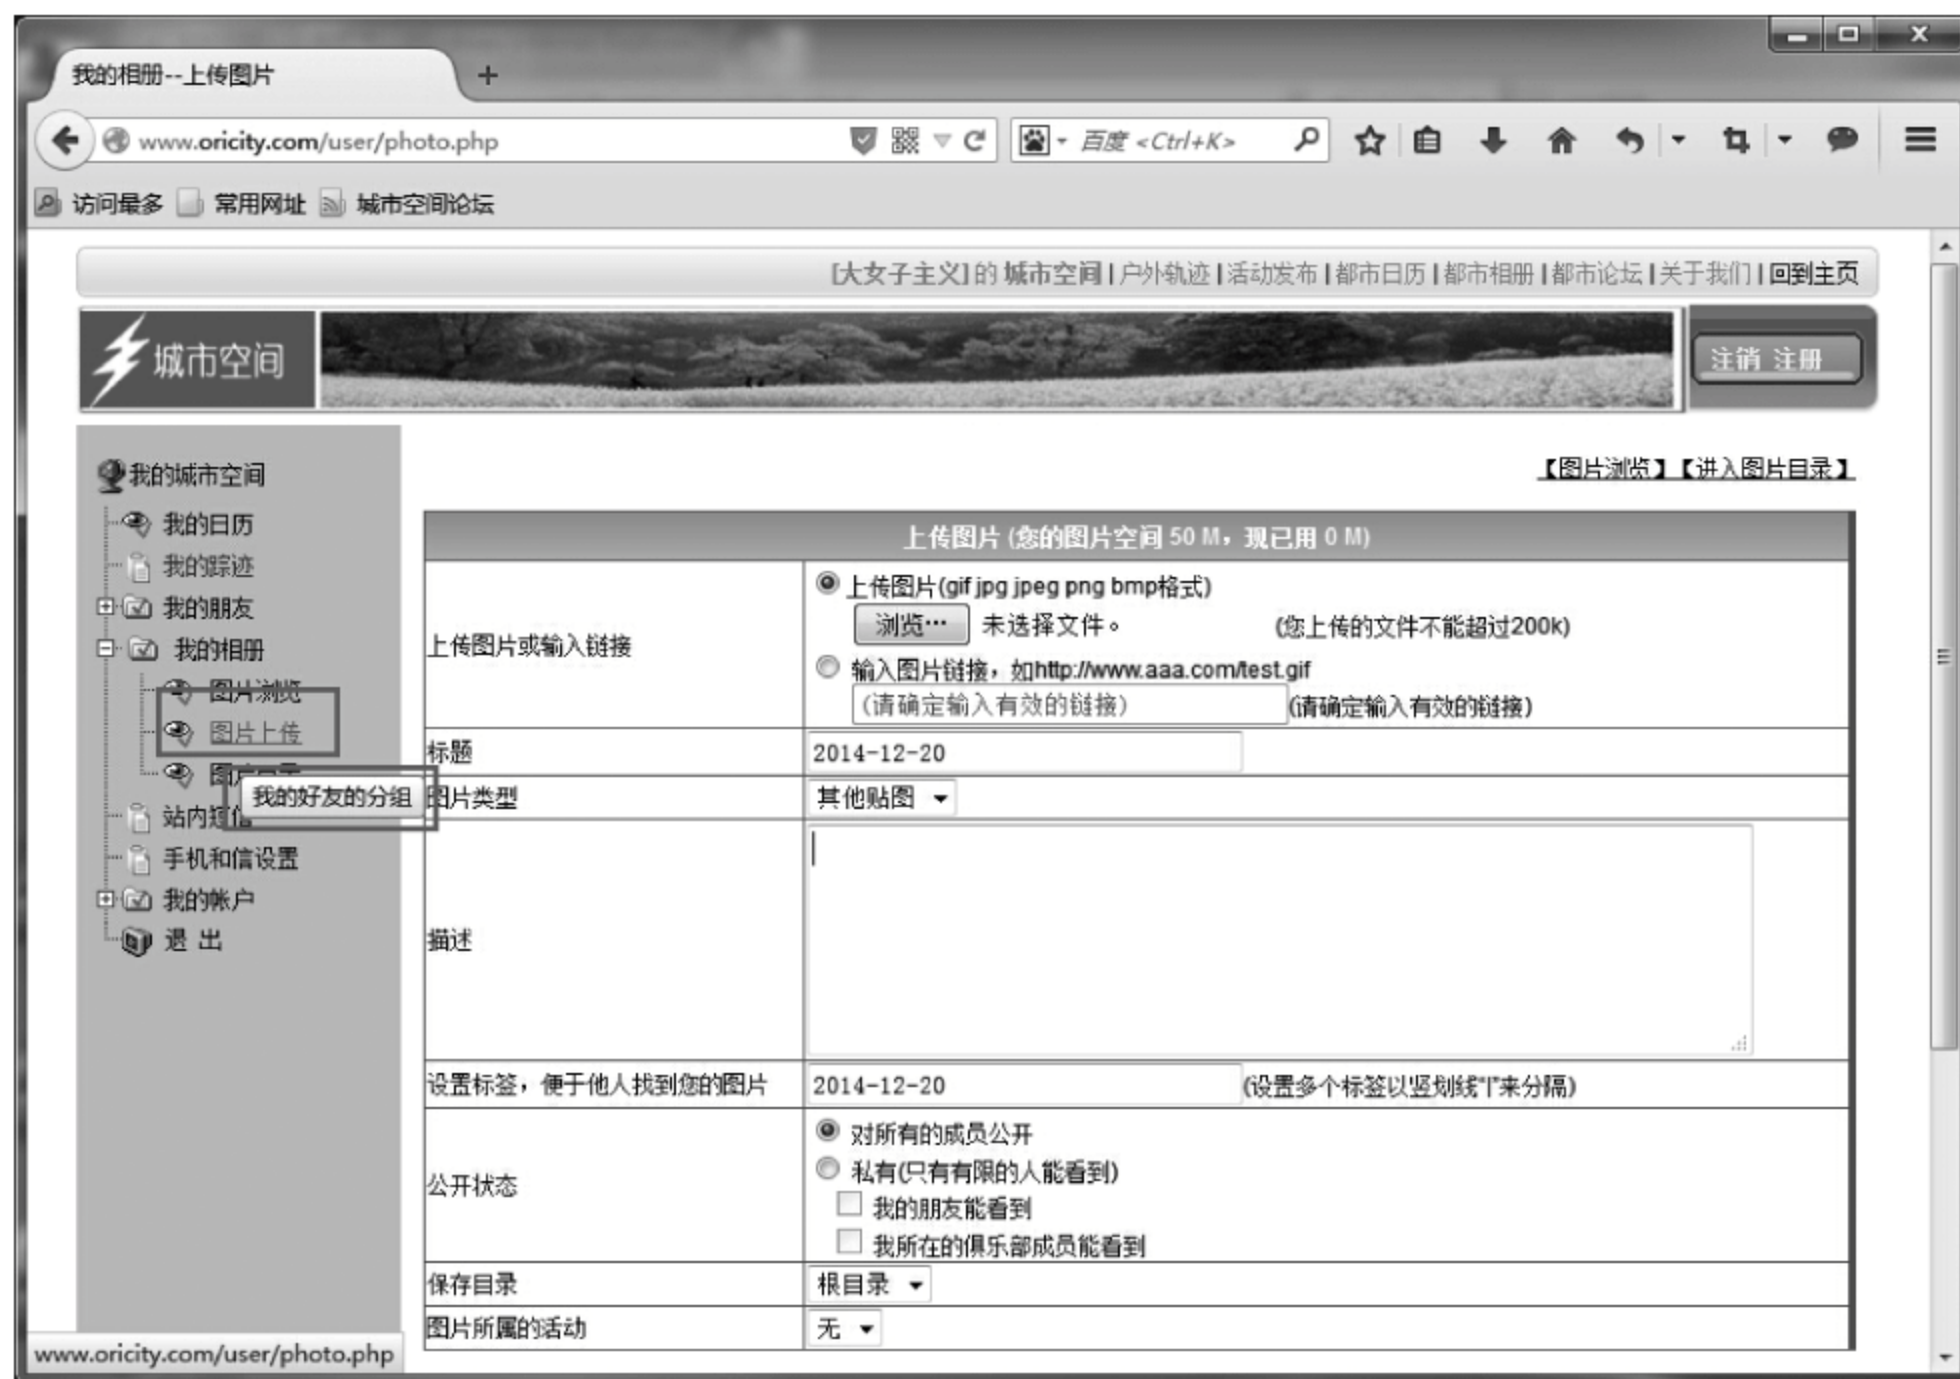 我的相册--上传图片
www.oricity.com/user/photo.php
百度 <Ctrl+K>
访问最多 常用网址 城市空间论坛
[大女子主义]的 城市空间 | 户外轨迹 | 活动发布 | 都市日历 | 都市相册 | 都市论坛 | 关于我们 | 回到主页
城市空间
注销 注册
我的城市空间
我的日历
我的踪迹
我的朋友
我的相册
图片浏览
图片上传
我的好友的分组
站内短信
手机和信设置
我的帐户
退 出
【图片浏览】【进入图片目录】
上传图片 (您的图片空间 50 M，现已用 0 M)
上传图片或输入链接
上传图片(gif jpg jpeg png bmp格式)
浏览… 未选择文件。 (您上传的文件不能超过200k)
输入图片链接，如http://www.aaa.com/test.gif
(请确定输入有效的链接) (请确定输入有效的链接)
标题 2014-12-20
图片类型 其他贴图
描述
设置标签，便于他人找到您的图片 2014-12-20 (设置多个标签以竖划线"|"来分隔)
公开状态
对所有的成员公开
私有(只有有限的人能看到)
我的朋友能看到
我所在的俱乐部成员能看到
保存目录 根目录
图片所属的活动 无
www.oricity.com/user/photo.php